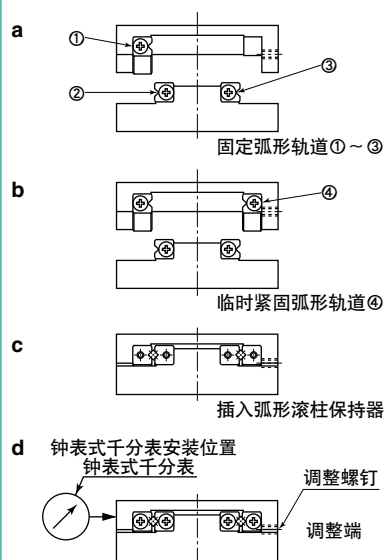 a
①
②
③
固定弧形轨道①～③
b
④
临时紧固弧形轨道④
c
插入弧形滚柱保持器
d 钟表式千分表安装位置
钟表式千分表
调整螺钉
调整端